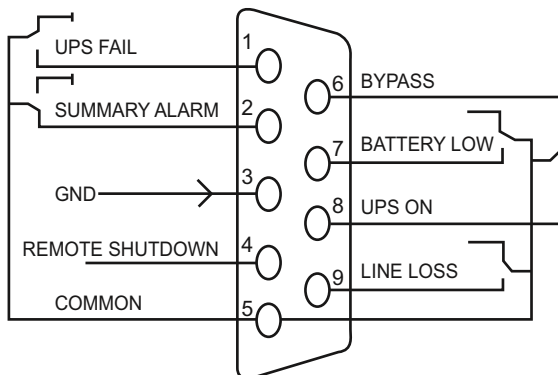 UPS FAIL 1
6 BYPASS
SUMMARY ALARM 2
7 BATTERY LOW
GND 3
8 UPS ON
REMOTE SHUTDOWN 4
9 LINE LOSS
COMMON 5